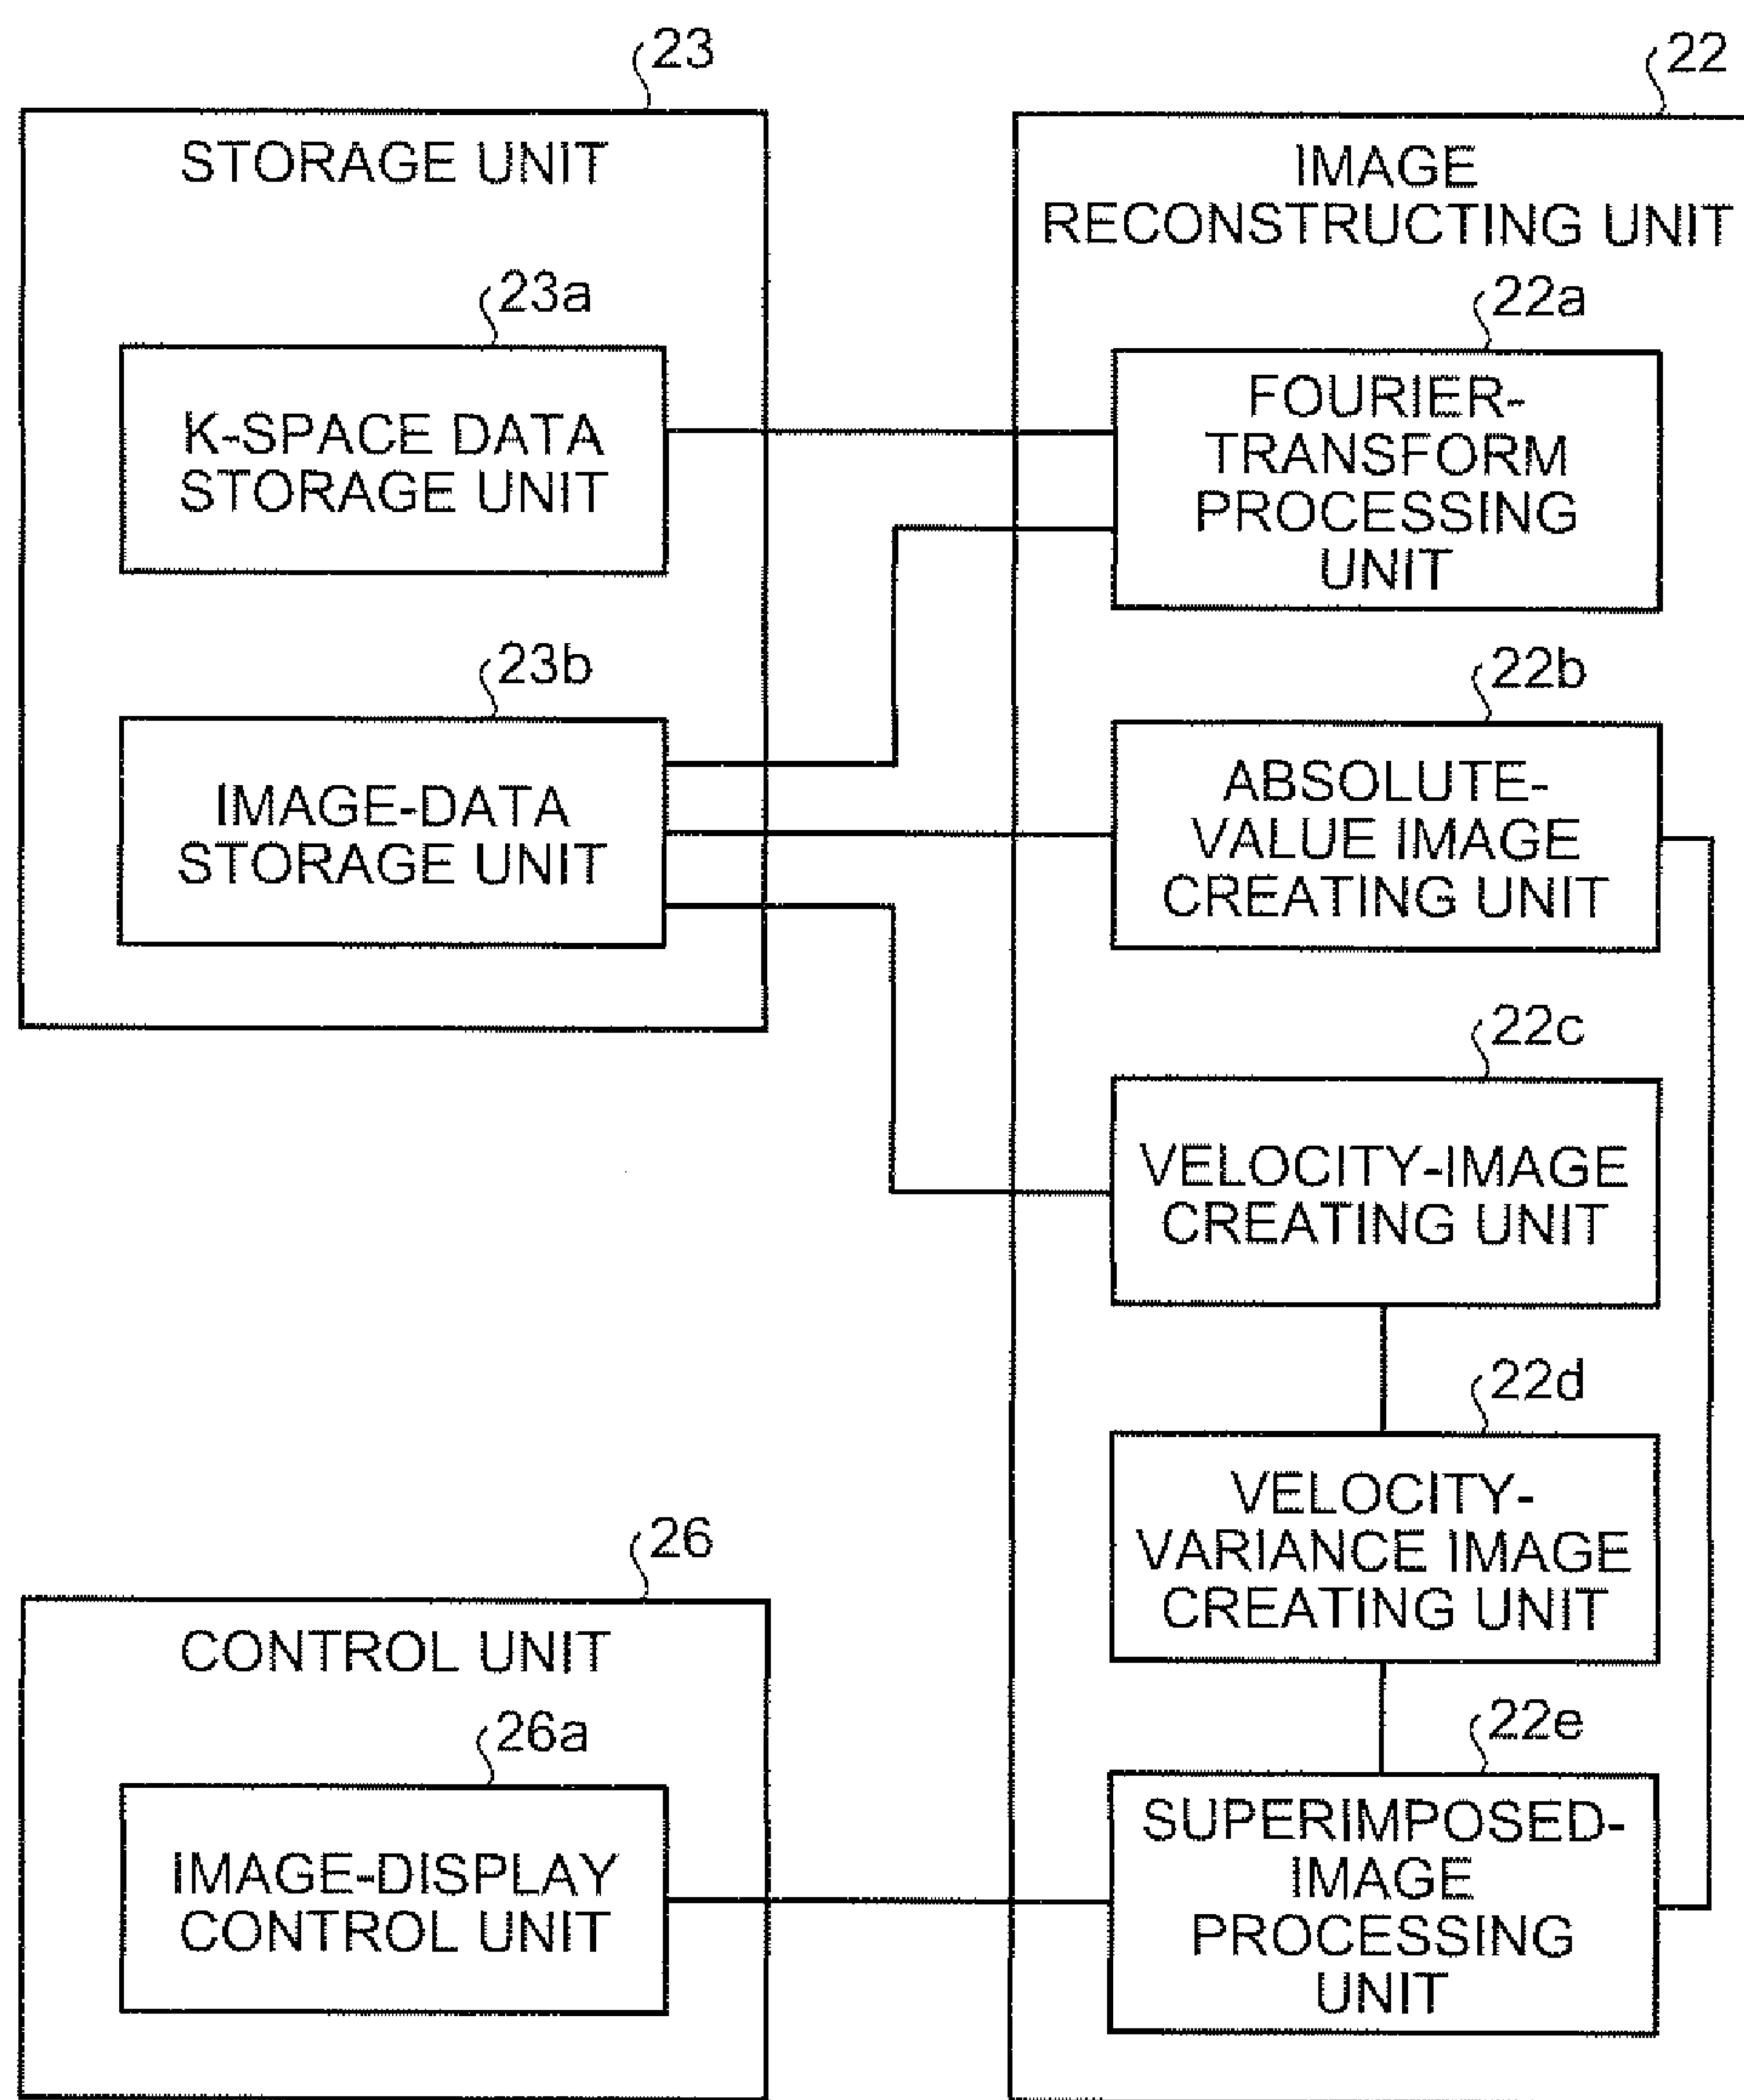 23
STORAGE UNIT
23a
K-SPACE DATA
STORAGE UNIT
23b
IMAGE-DATA
STORAGE UNIT
22
IMAGE
RECONSTRUCTING UNIT
22a
FOURIER-
TRANSFORM
PROCESSING
UNIT
22b
ABSOLUTE-
VALUE IMAGE
CREATING UNIT
22c
VELOCITY-IMAGE
CREATING UNIT
22d
VELOCITY-
VARIANCE IMAGE
CREATING UNIT
22e
SUPERIMPOSED-
IMAGE
PROCESSING
UNIT
26
CONTROL UNIT
26a
IMAGE-DISPLAY
CONTROL UNIT